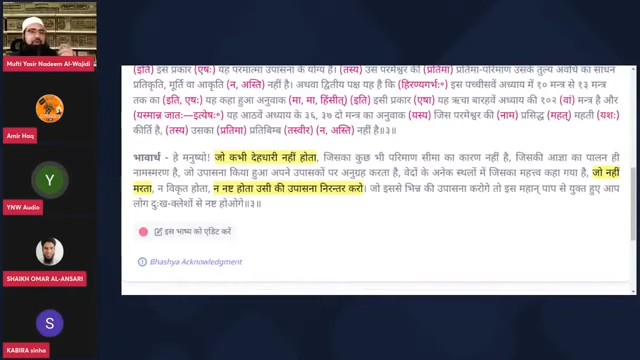 Mufti Yasir Nadeem Al-Wajidi
Amir Haq
Y
YNW Audio
SHAIKH OMAR AL-ANSARI
S
KABIRA sinha
(इति) इस प्रकार (एषः) यह परमात्मा उपासना के योग्य है। (तस्य) उस परमेश्वर की (प्रतिमा) प्रतिमा-परिमाण उसके तुल्य अवधि का साधन
प्रतिकृति, मूर्ति वा आकृति (न, अस्ति) नहीं है। अथवा द्वितीय पक्ष यह है कि (हिरण्यगर्भः०) इस पच्चीसवें अध्याय में १० मन्त्र से १३ मन्त्र
तक का (इति, एषः) यह कहा हुआ अनुवाक (मा, मा, हिंसीत्) (इति) इसी प्रकार (एषा) यह ऋचा बारहवें अध्याय की १०२ (वां) मन्त्र है और
(यस्मान्न जातः—इत्येषः०) यह आठवें अध्याय के ३६, ३७ दो मन्त्र का अनुवाक (यस्य) जिस परमेश्वर की (नाम) प्रसिद्ध (महत्) महती (यशः)
कीर्ति है, (तस्य) उसका (प्रतिमा) प्रतिबिम्ब (तस्वीर) (न, अस्ति) नहीं है॥३॥
भावार्थ - हे मनुष्यो! जो कभी देहधारी नहीं होता, जिसका कुछ भी परिमाण सीमा का कारण नहीं है, जिसकी आज्ञा का पालन ही
नामस्मरण है, जो उपासना किया हुआ अपने उपासकों पर अनुग्रह करता है, वेदों के अनेक स्थलों में जिसका महत्त्व कहा गया है, जो नहीं
मरता, न विकृत होता, न नष्ट होता उसी की उपासना निरन्तर करो। जो इससे भिन्न की उपासना करोगे तो इस महान् पाप से युक्त हुए आप
लोग दुःख-क्लेशों से नष्ट होओगे॥३॥
इस भाष्य को एडिट करें
Bhashya Acknowledgment